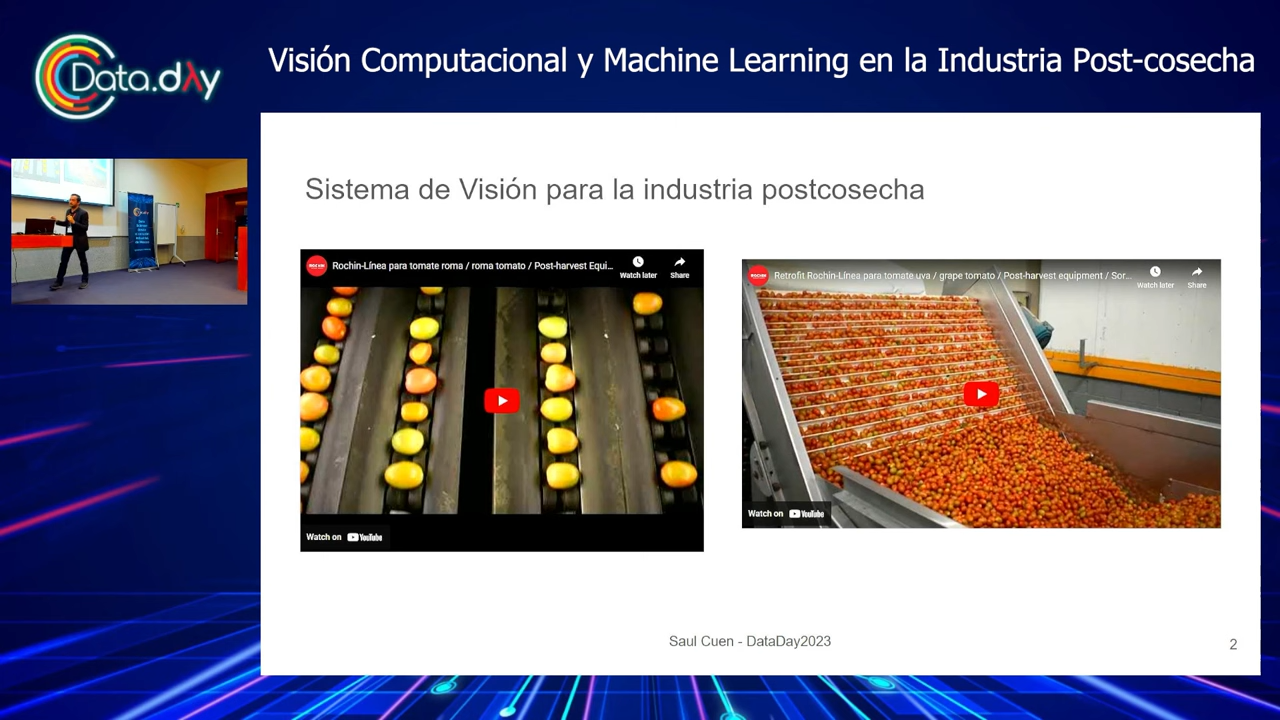 Data.dλy
Visión Computacional y Machine Learning en la Industria Post-cosecha
Sistema de Visión para la industria postcosecha
Rochin-Línea para tomate roma / roma tomato / Post-harvest Equi...
Watch later
Share
Watch on YouTube
Retrofit Rochin-Línea para tomate uva / grape tomato / Post-harvest equipment / Sor...
Watch later
Share
Watch on YouTube
Saul Cuen - DataDay2023
2